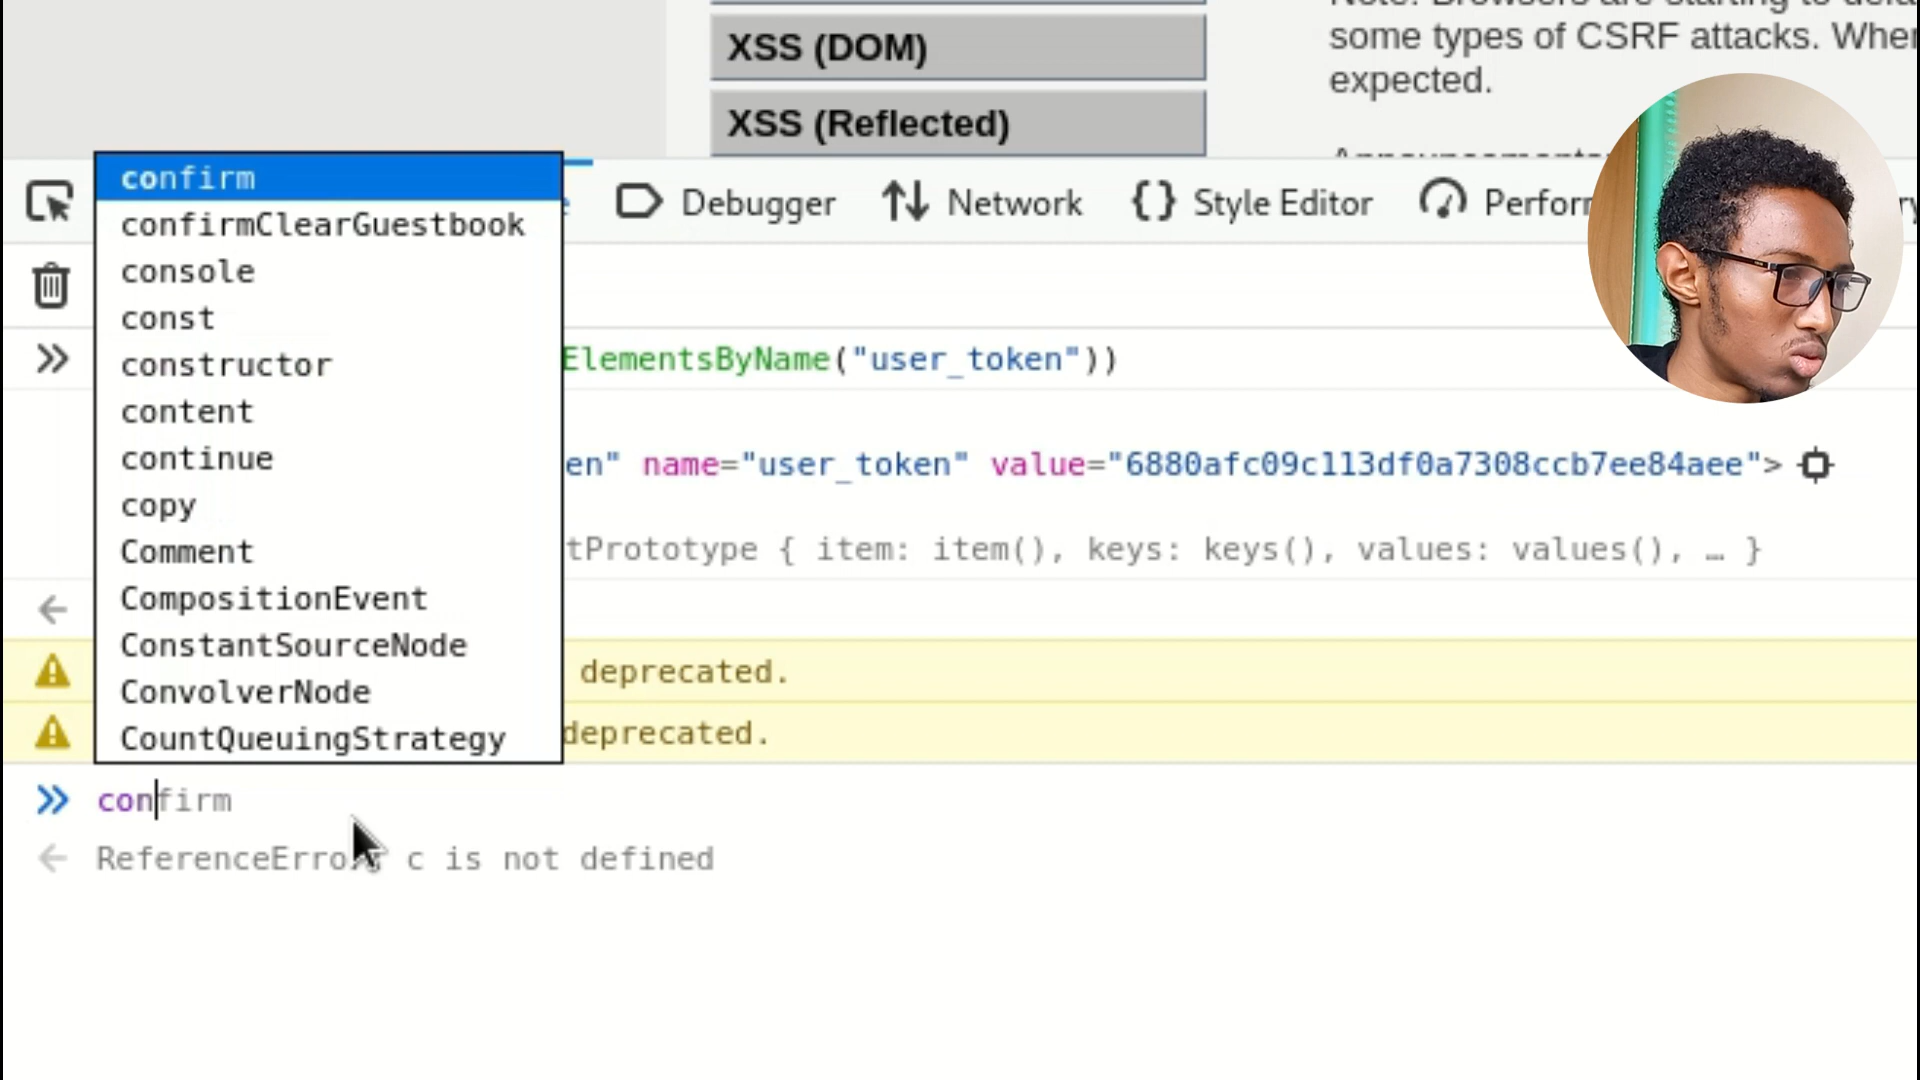 XSS (DOM)
XSS (Reflected)
some types of CSRF attacks.
expected.
confirm
confirmClearGuestbook
console
const
constructor
content
continue
copy
Comment
CompositionEvent
ConstantSourceNode
ConvolverNode
CountQueuingStrategy
Debugger
Network
{} Style Editor
Perfor
ElementsByName("user_token"))
en" name="user_token" value="6880afc09c113df0a7308ccb7ee84aee">
tPrototype { item: item(), keys: keys(), values: values(), … }
deprecated.
deprecated.
confirm
ReferenceError c is not defined